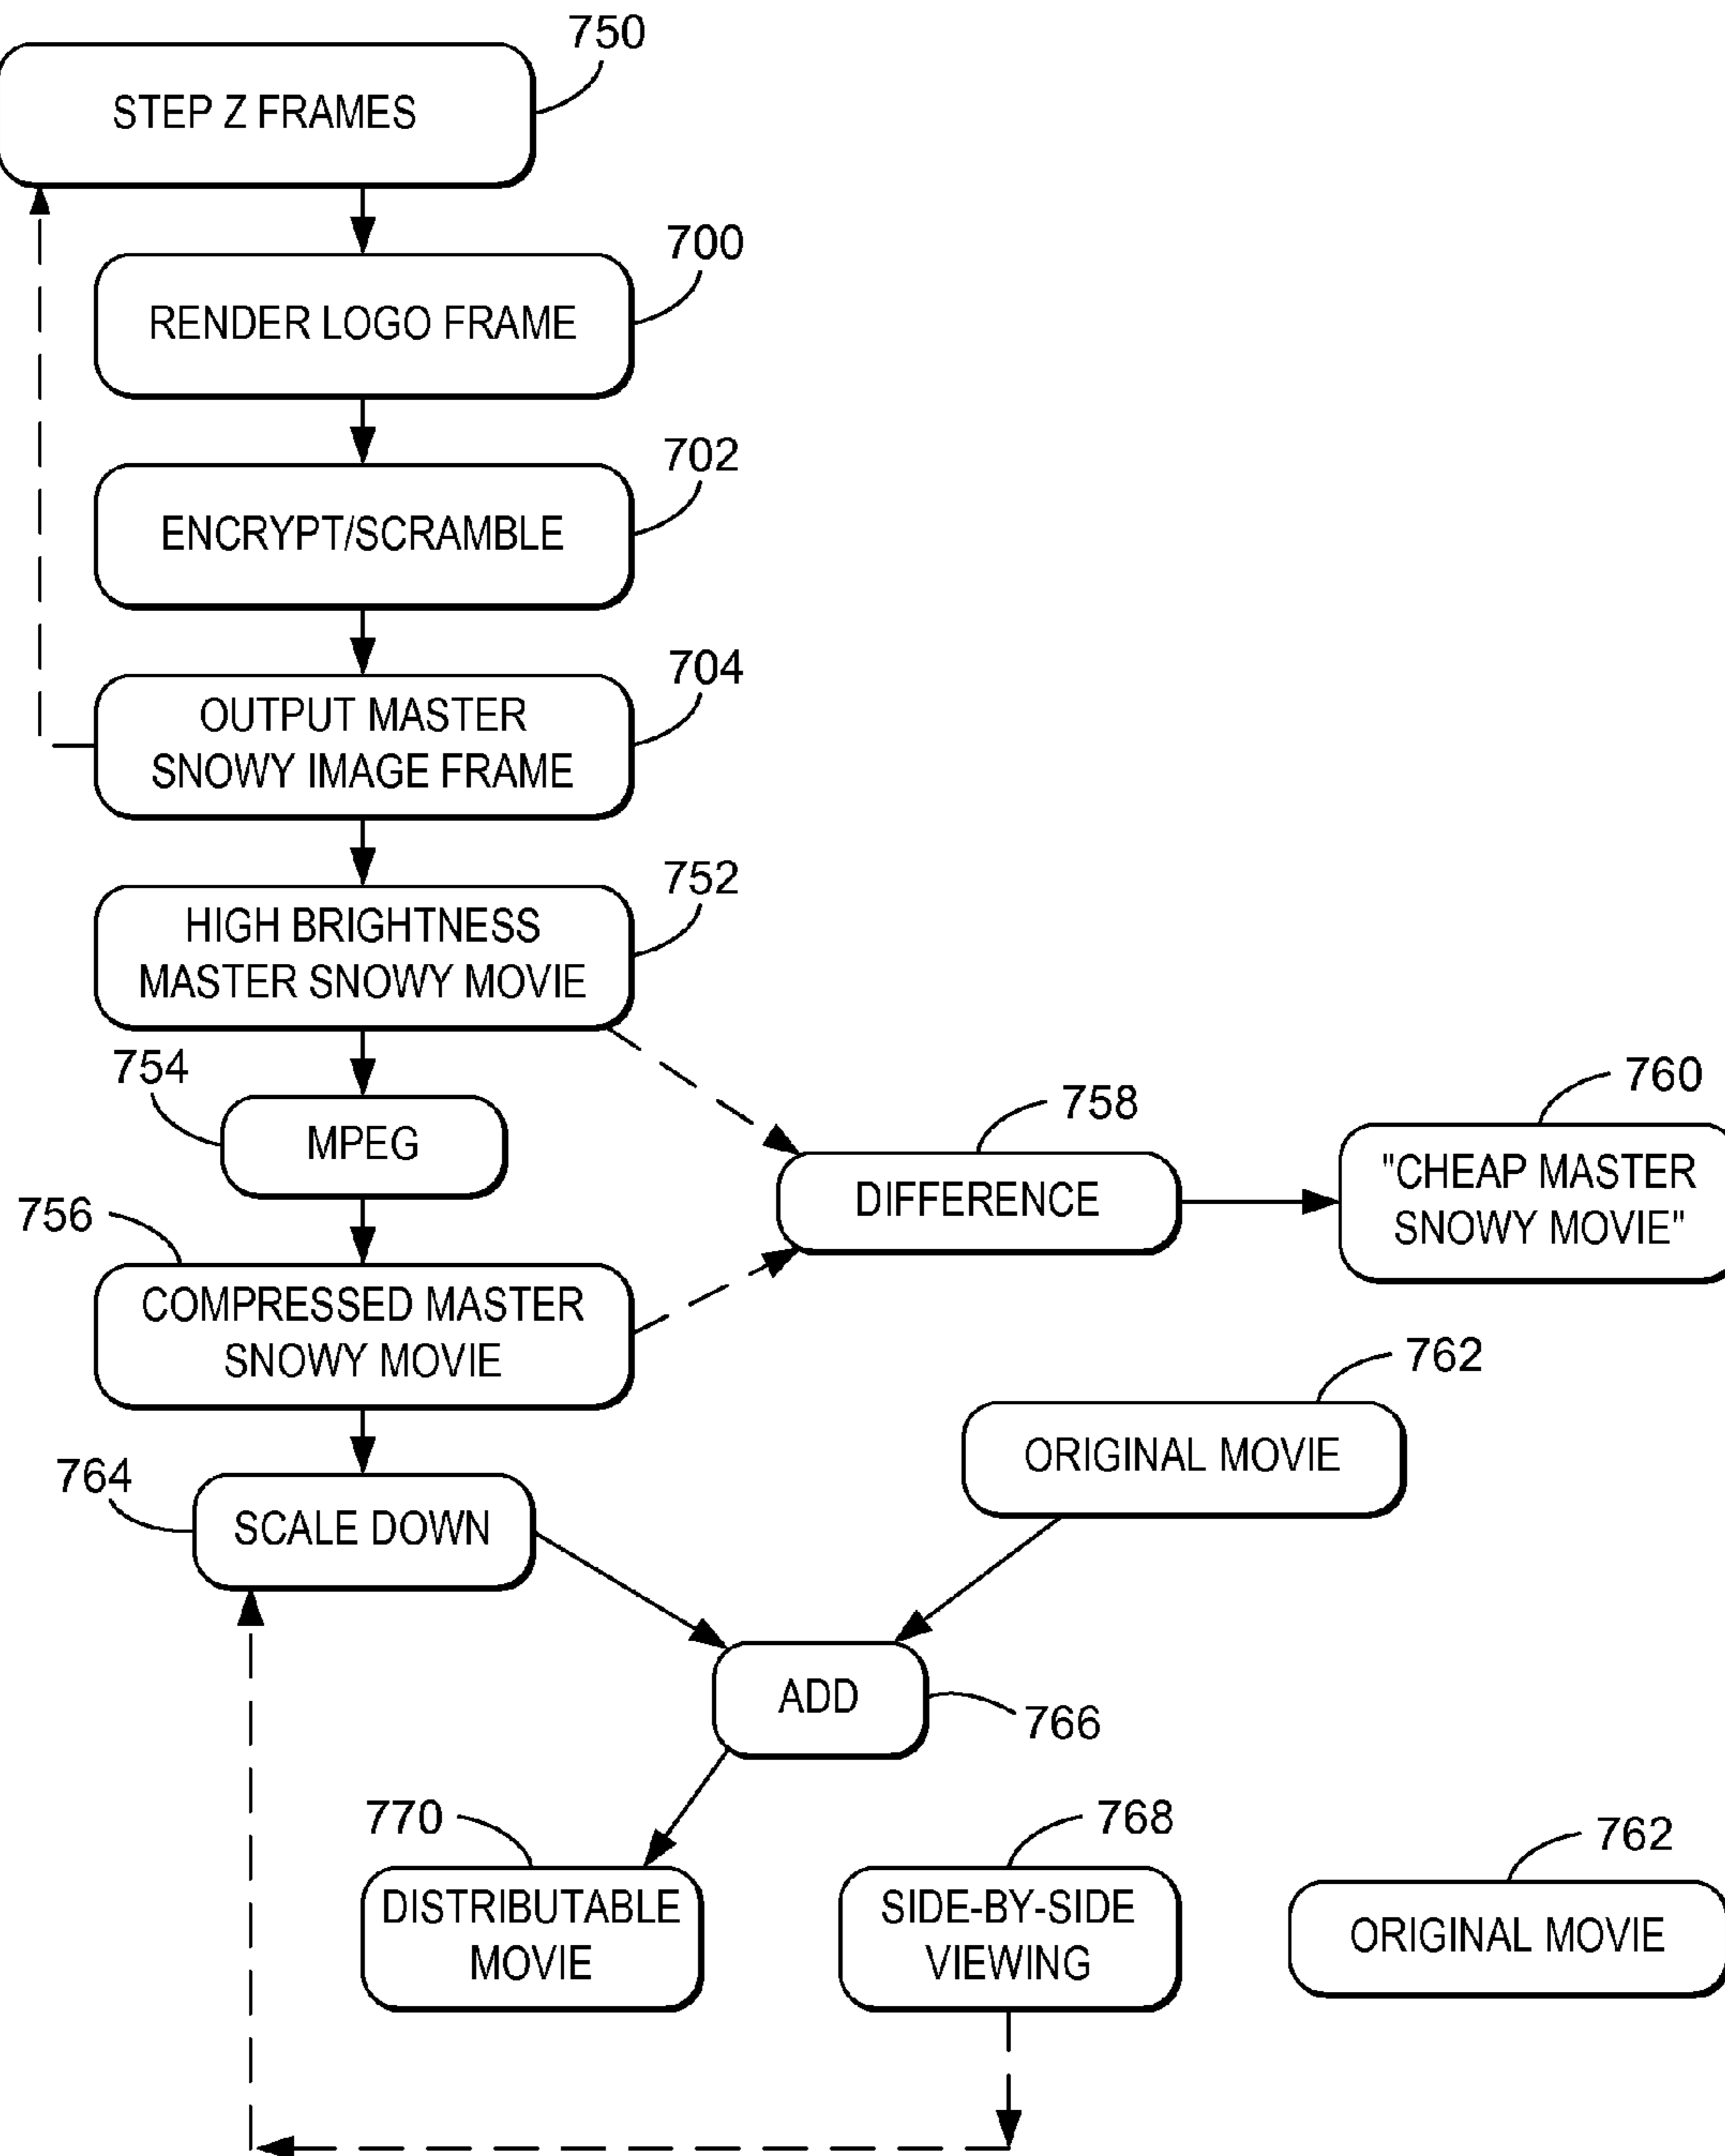 750
STEP Z FRAMES
700
RENDER LOGO FRAME
702
ENCRYPT/SCRAMBLE
704
OUTPUT MASTER
SNOWY IMAGE FRAME
752
HIGH BRIGHTNESS
MASTER SNOWY MOVIE
754
MPEG
758
DIFFERENCE
760
"CHEAP MASTER
SNOWY MOVIE"
756
COMPRESSED MASTER
SNOWY MOVIE
762
ORIGINAL MOVIE
764
SCALE DOWN
ADD
766
770
DISTRIBUTABLE
MOVIE
768
SIDE-BY-SIDE
VIEWING
762
ORIGINAL MOVIE